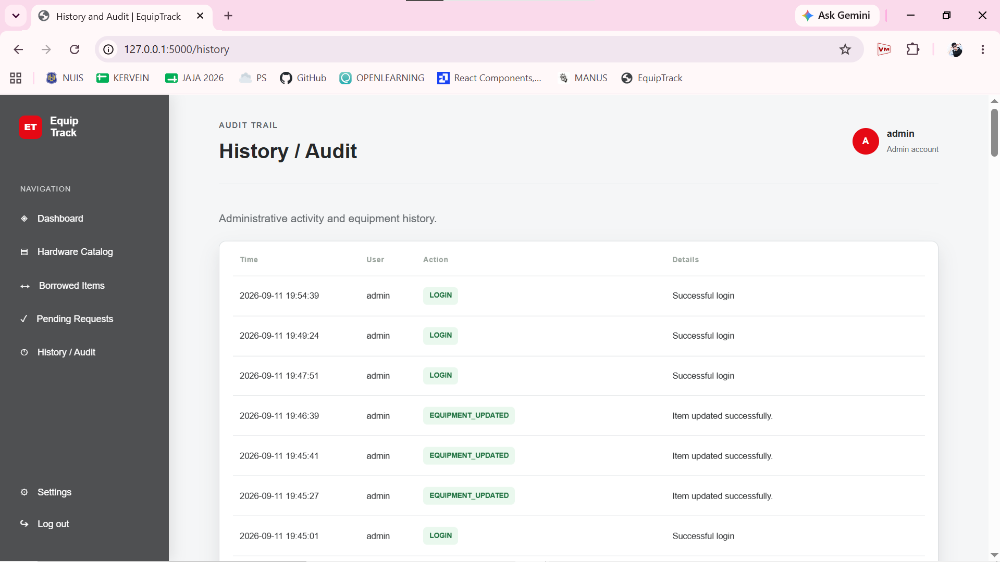 History and Audit | EquipTrack
Ask Gemini
127.0.0.1:5000/history
VM
NUIS
KERVEIN
JAJA 2026
PS
GitHub
OPENLEARNING
React Components,...
MANUS
EquipTrack
ET
Equip
Track
NAVIGATION
Dashboard
Hardware Catalog
Borrowed Items
Pending Requests
History / Audit
Settings
Log out
AUDIT TRAIL
History / Audit
A
admin
Admin account
Administrative activity and equipment history.
Time User Action Details
2026-09-11 19:54:39 admin LOGIN Successful login
2026-09-11 19:49:24 admin LOGIN Successful login
2026-09-11 19:47:51 admin LOGIN Successful login
2026-09-11 19:46:39 admin EQUIPMENT_UPDATED Item updated successfully.
2026-09-11 19:45:41 admin EQUIPMENT_UPDATED Item updated successfully.
2026-09-11 19:45:27 admin EQUIPMENT_UPDATED Item updated successfully.
2026-09-11 19:45:01 admin LOGIN Successful login